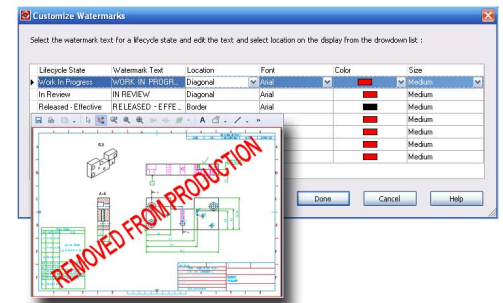 Customize Watermarks
Select the watermark text for a lifecycle state and edit the text and select location on the display from the drowdown list :
Lifecycle State Watermark Text Location Font Color Size
Work In Progress WORK IN PROGR... Diagonal Arial Medium
In Review IN REVIEW Diagonal Arial Medium
Released - Effective RELEASED - EFFE... Border Arial Medium
Medium
Medium
Medium
Medium
A
REMOVED FROM PRODUCTION
A-A
Done Cancel Help